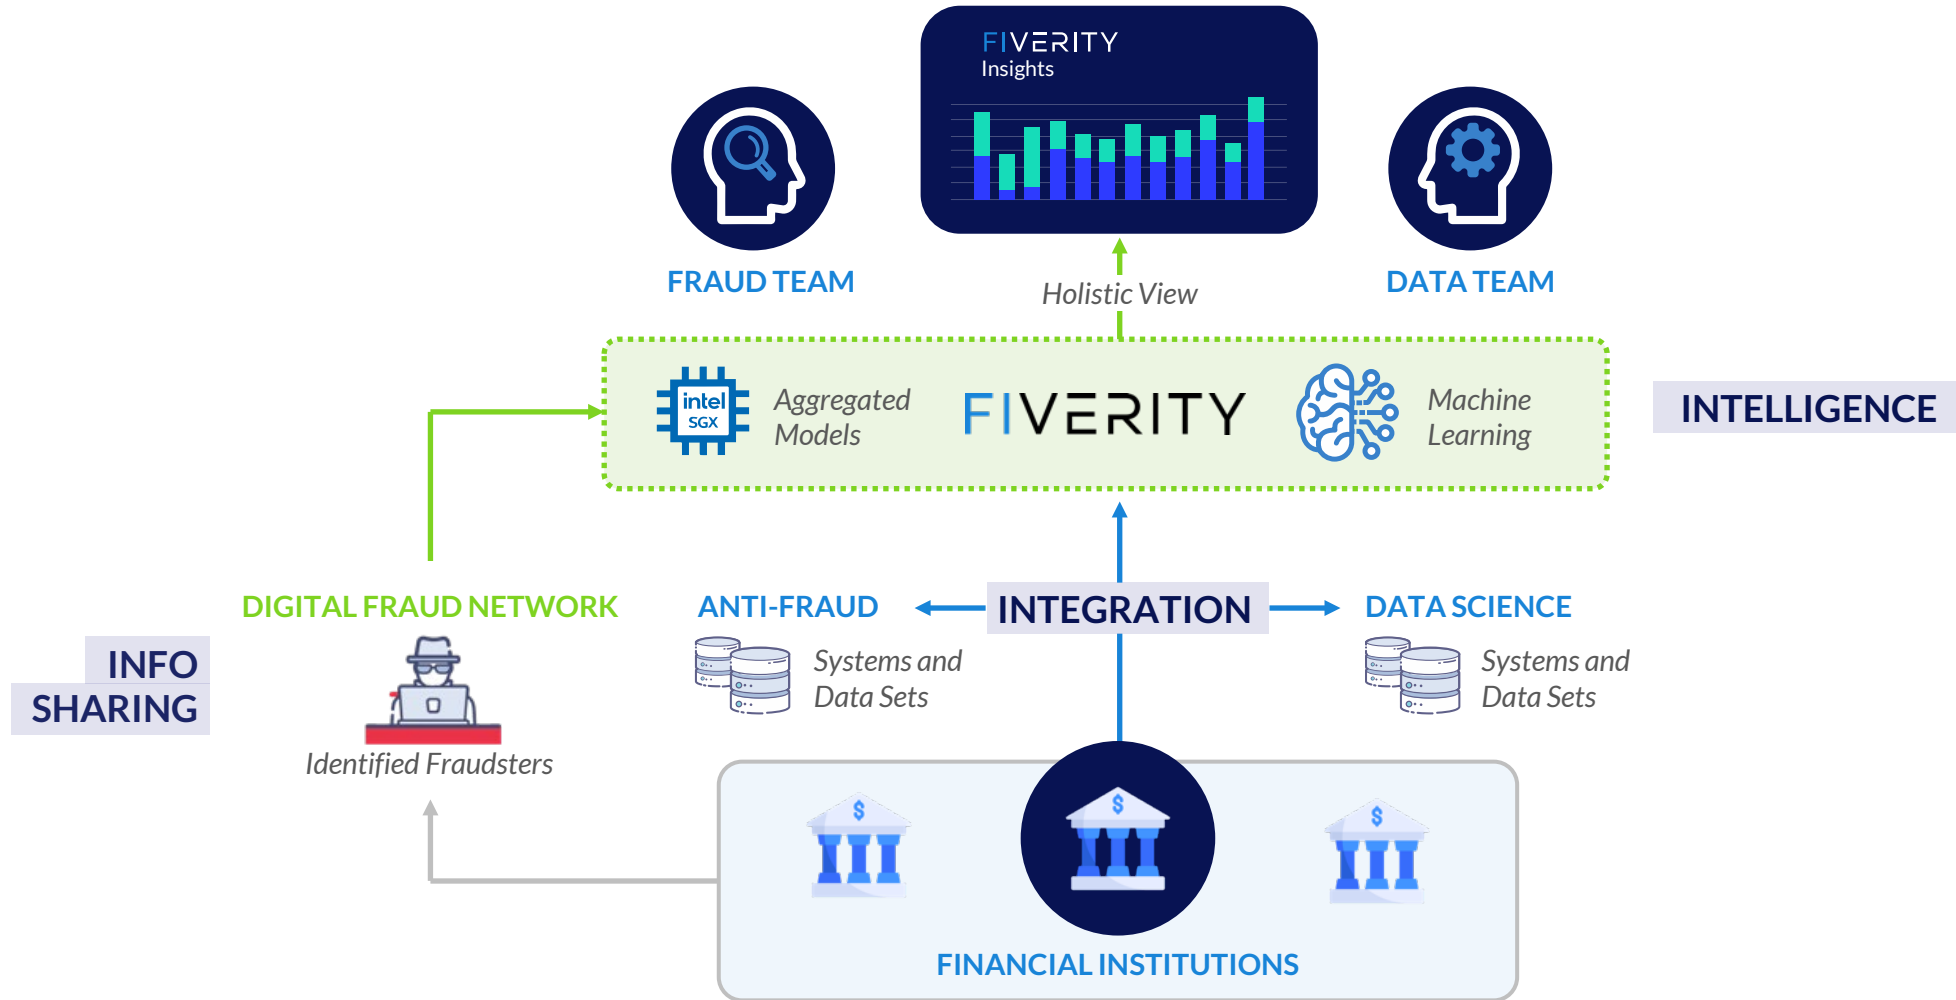 FIVERITY
Insights
FRAUD TEAM
DATA TEAM
Holistic View
intel
SGX
Aggregated
Models
FIVERITY
Machine
Learning
INTELLIGENCE
DIGITAL FRAUD NETWORK
ANTI-FRAUD
INTEGRATION
DATA SCIENCE
INFO
SHARING
Systems and
Data Sets
Systems and
Data Sets
Identified Fraudsters
$
$
$
FINANCIAL INSTITUTIONS